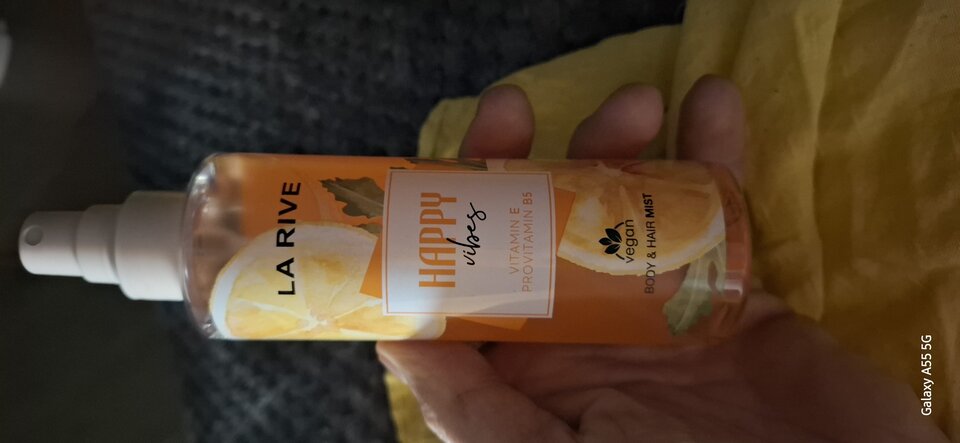 LA RIVE
HAPPY
vibes
VITAMIN E
PROVITAMIN B5
vegan
BODY & HAIR MIST
Galaxy A55 5G